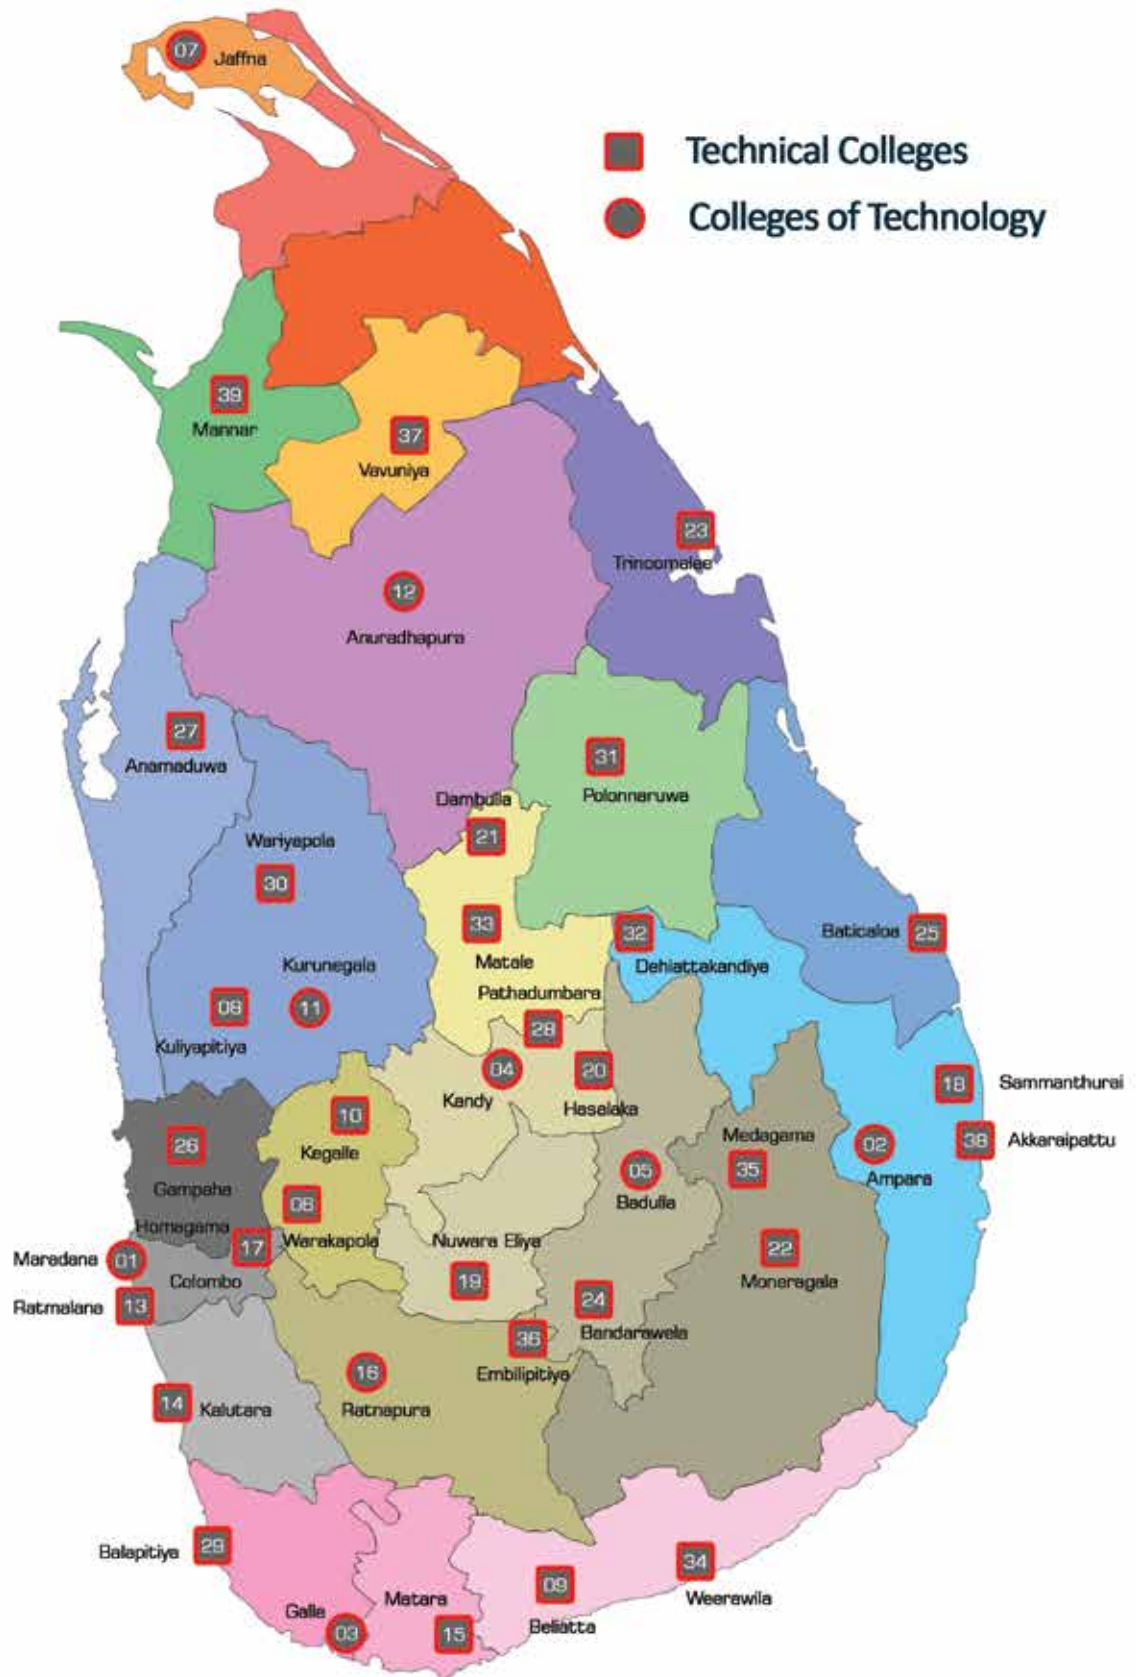 07
Jaffna
Technical Colleges
Colleges of Technology
39
Mannar
37
Vavuniya
23
Trincomalee
12
Anuradhapura
27
Anamaduwa
31
Polonnaruwa
Dambulla
21
Wariyapola
30
33
Matale
32
Dehiattakandiya
Baticaloa 25
Kurunegala
08
11
Kuliyapitiya
Pathadumbara
28
04
Kandy
20
Hasalaka
18 Sammanthurai
10
Kegalle
26
Gampaha
Medagama
35
02
Ampara
38 Akkaraipattu
05
Badulla
06
Warakapola
Homagama
17
Maradana 01
Colombo
Ratmalana 13
Nuwara Eliya
19
22
Moneragala
24
Bandarawela
36
Embilipitiya
16
Ratnapura
14 Kalutara
Balapitiya 29
34
Weerawila
09
Beliatta
Matara
15
Galle
03